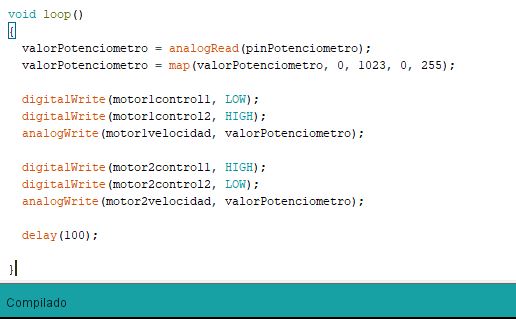 void loop()
{
valorPotenciometro = analogRead(pinPotenciometro);
valorPotenciometro = map(valorPotenciometro, 0, 1023, 0, 255);
digitalWrite(motor1control1, LOW);
digitalWrite(motor1control2, HIGH);
analogWrite(motor1velocidad, valorPotenciometro);
digitalWrite(motor2control1, HIGH);
digitalWrite(motor2control2, LOW);
analogWrite(motor2velocidad, valorPotenciometro);
delay(100);
}
Compilado